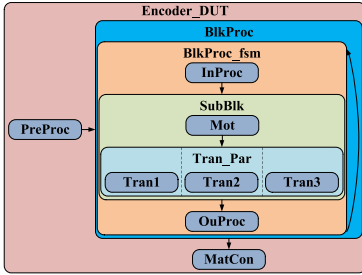 Encoder_DUT
BlkProc
BlkProc_fsm
InProc
SubBlk
Mot
PreProc
Tran_Par
Tran1 Tran2 Tran3
OuProc
MatCon